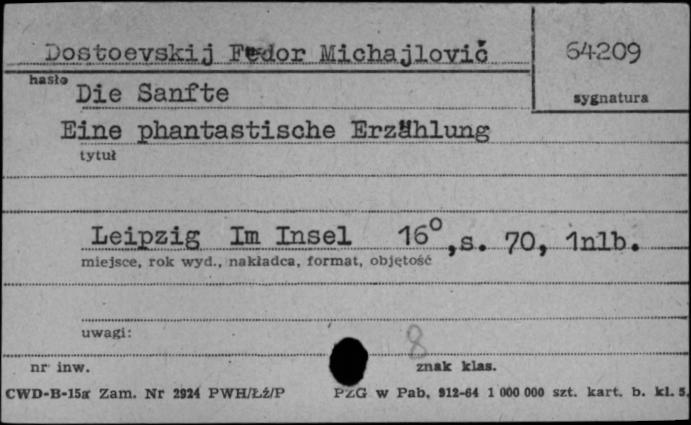 Dostoevskij Fedor Michajlovič
64209
hasło
Die Sanfte
sygnatura
Eine phantastische Erzählung
tytuł
Leipzig Im Insel 16°, s. 70, 1nlb.
miejsce, rok wyd., nakładca, format, objętość
uwagi:
8
nr inw.
znak klas.
CWD-B-15a Zam. Nr 2924 PWH/Łź/P PZG w Pab. 912-64 1 000 000 szt. kart. b. kl. 5,